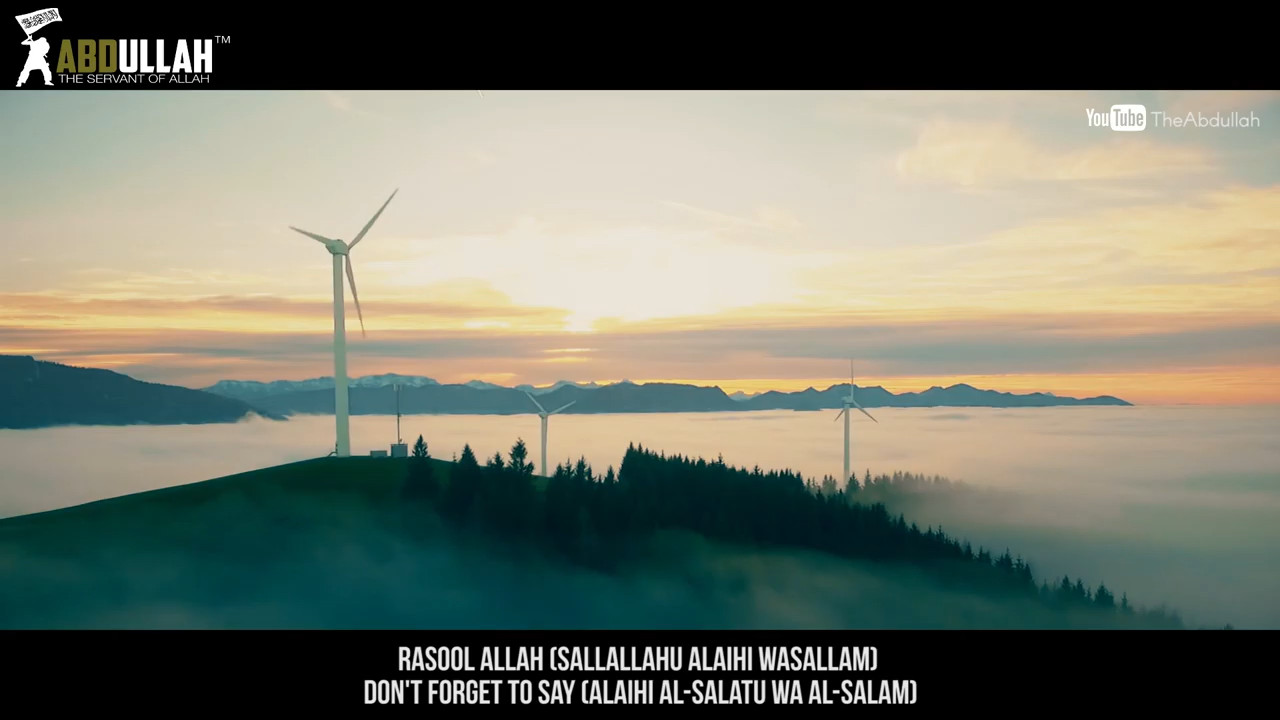 ABDULLAH™
THE SERVANT OF ALLAH
YouTube TheAbdullah
RASOOL ALLAH (SALLALLAHU ALAIHI WASALLAM)
DON'T FORGET TO SAY (ALAIHI AL-SALATU WA AL-SALAM)